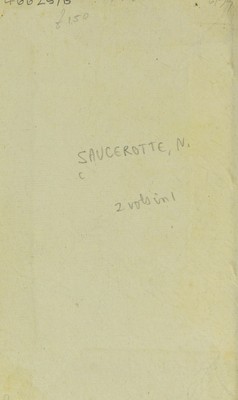 £150
SAUCEROTTE, N.
C
2 vols in 1